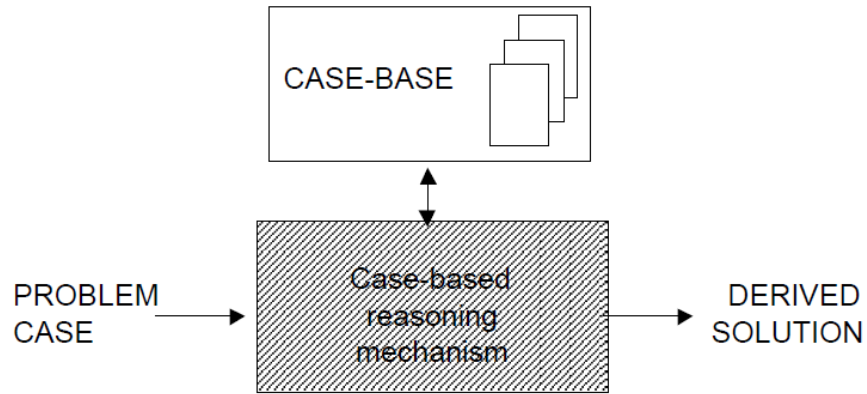 CASE-BASE
Case-based
reasoning
mechanism
PROBLEM
CASE
DERIVED
SOLUTION